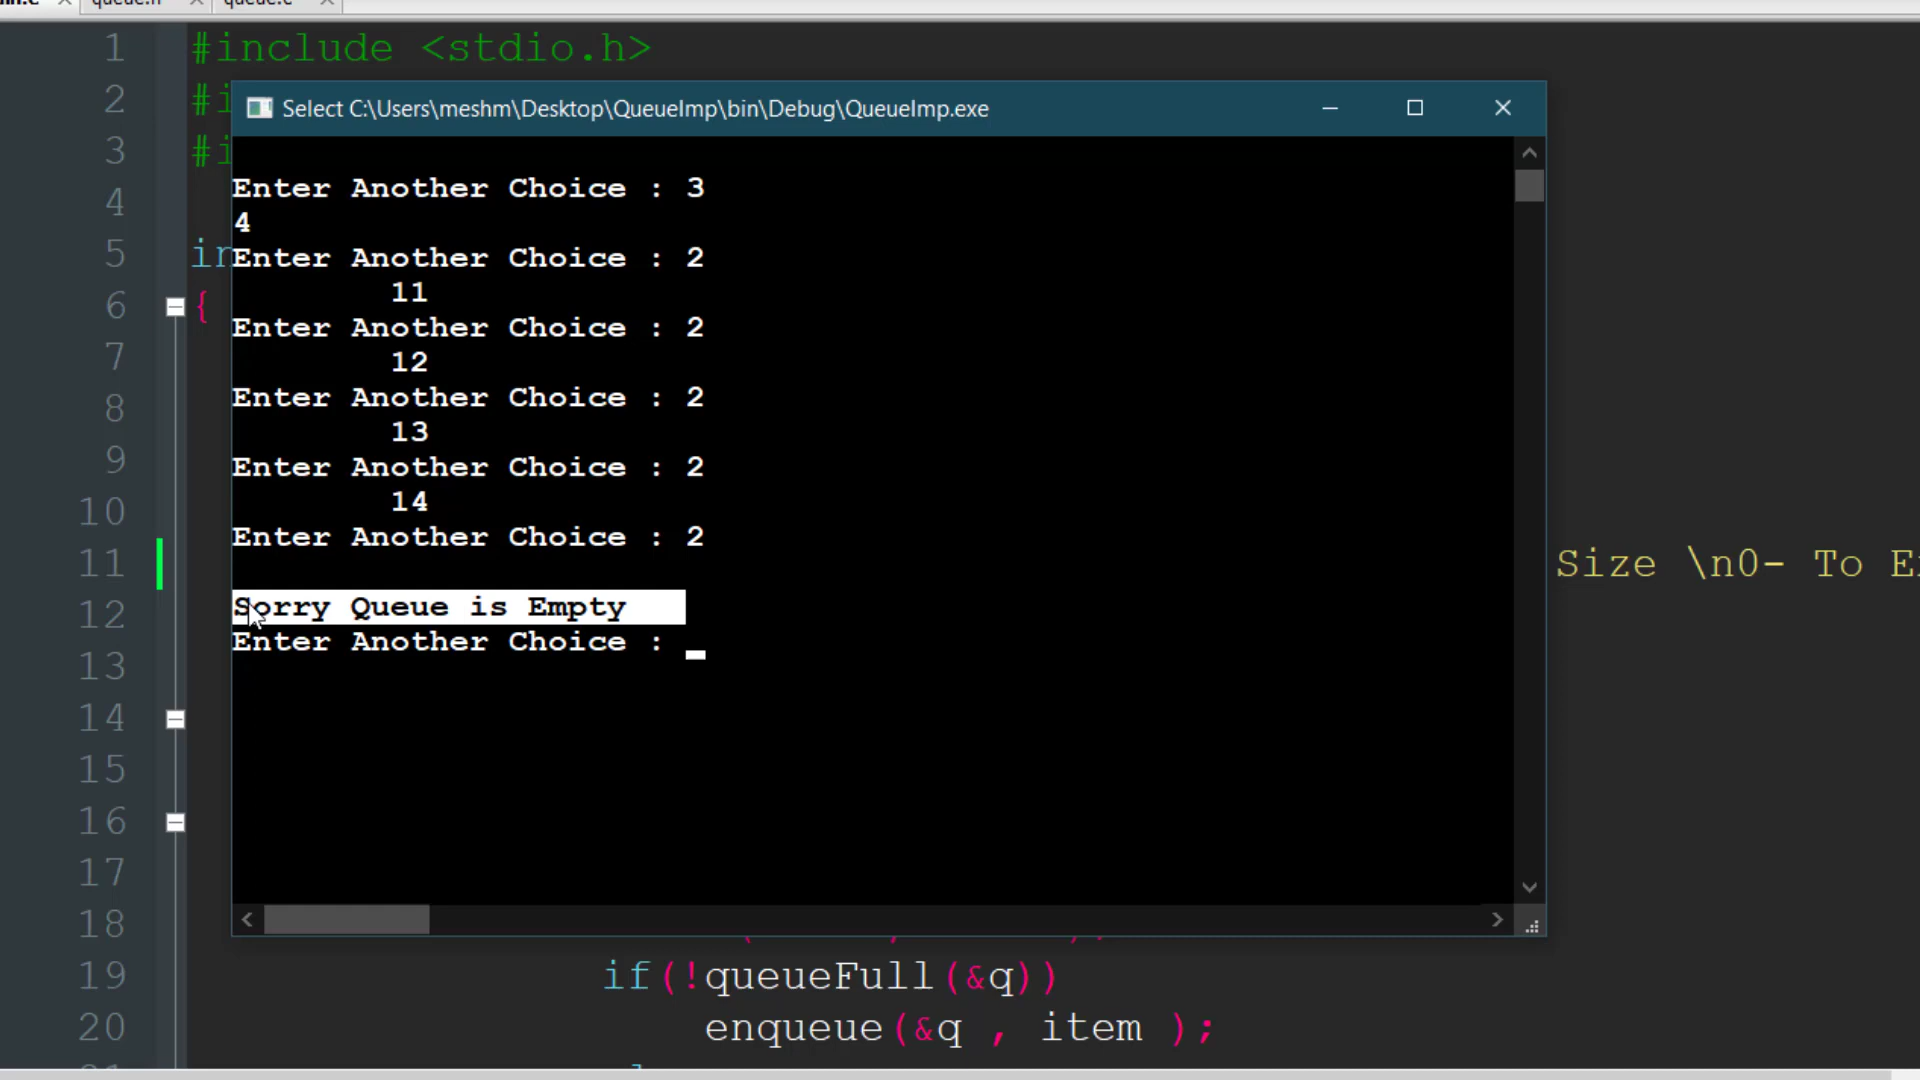 queue.h
queue.c
1 #include <stdio.h>
2 #i
3 #i
4
5 in
6 {
7
8
9
10
11 Size \n0- To E
12
13
14
15
16
17
18
19 if(!queueFull(&q))
20 enqueue(&q , item );
Select C:\Users\meshm\Desktop\QueueImp\bin\Debug\QueueImp.exe
Enter Another Choice : 3
4
Enter Another Choice : 2
11
Enter Another Choice : 2
12
Enter Another Choice : 2
13
Enter Another Choice : 2
14
Enter Another Choice : 2
Sorry Queue is Empty
Enter Another Choice :